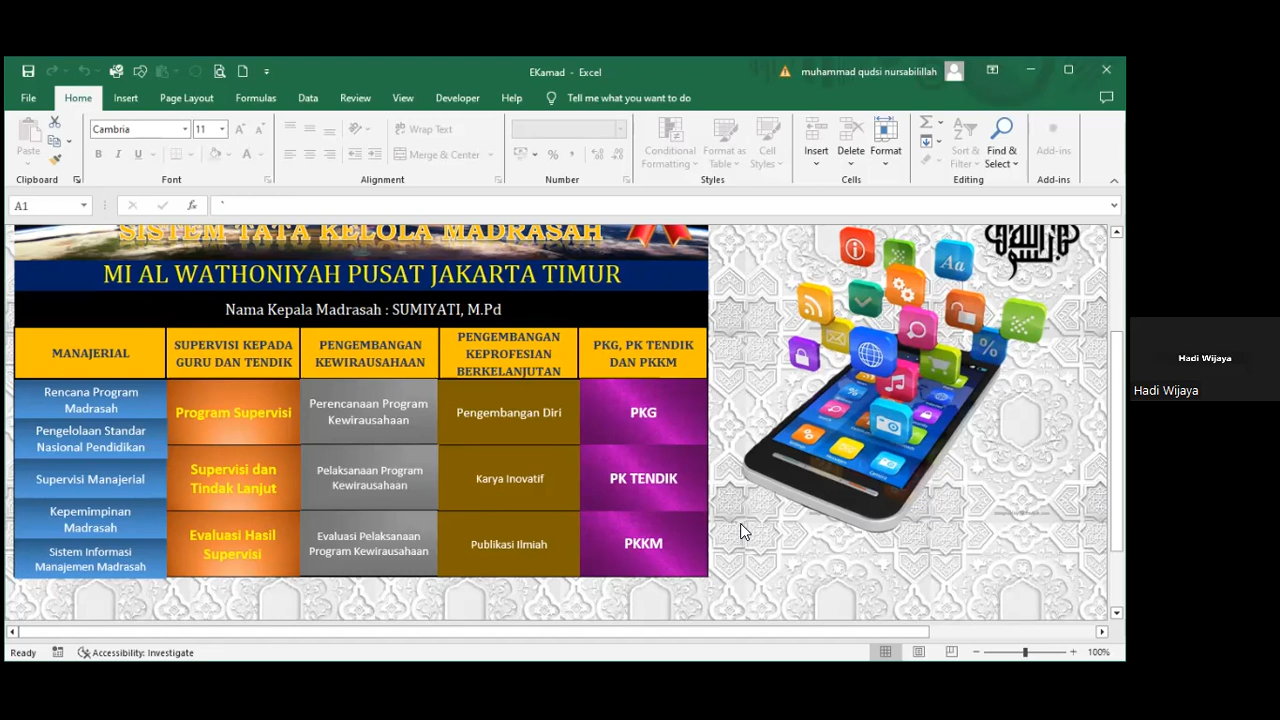 EKamad - Excel
muhammad qudsi nursabilillah
File Home Insert Page Layout Formulas Data Review View Developer Help Tell me what you want to do
Paste
Cambria 11
B I U
Wrap Text
Merge & Center
Conditional
Formatting
Format as
Table
Cell
Styles
Insert
Delete
Format
Sort &
Filter
Find &
Select
Add-ins
Clipboard Font Alignment Number Styles Cells Editing Add-ins
A1
fx
SISTEM TATA KELOLA MADRASAH
MI AL WATHONIYAH PUSAT JAKARTA TIMUR
Nama Kepala Madrasah : SUMIYATI, M.Pd
MANAJERIAL
SUPERVISI KEPADA
GURU DAN TENDIK
PENGEMBANGAN
KEWIRAUSAHAAN
PENGEMBANGAN
KEPROFESIAN
BERKELANJUTAN
PKG, PK TENDIK
DAN PKKM
Rencana Program
Madrasah
Pengelolaan Standar
Nasional Pendidikan
Supervisi Manajerial
Kepemimpinan
Madrasah
Sistem Informasi
Manajemen Madrasah
Program Supervisi
Supervisi dan
Tindak Lanjut
Evaluasi Hasil
Supervisi
Perencanaan Program
Kewirausahaan
Pelaksanaan Program
Kewirausahaan
Evaluasi Pelaksanaan
Program Kewirausahaan
Pengembangan Diri
Karya Inovatif
Publikasi Ilmiah
PKG
PK TENDIK
PKKM
Aa
%
Hadi Wijaya
Hadi Wijaya
Ready
Accessibility: Investigate
100%